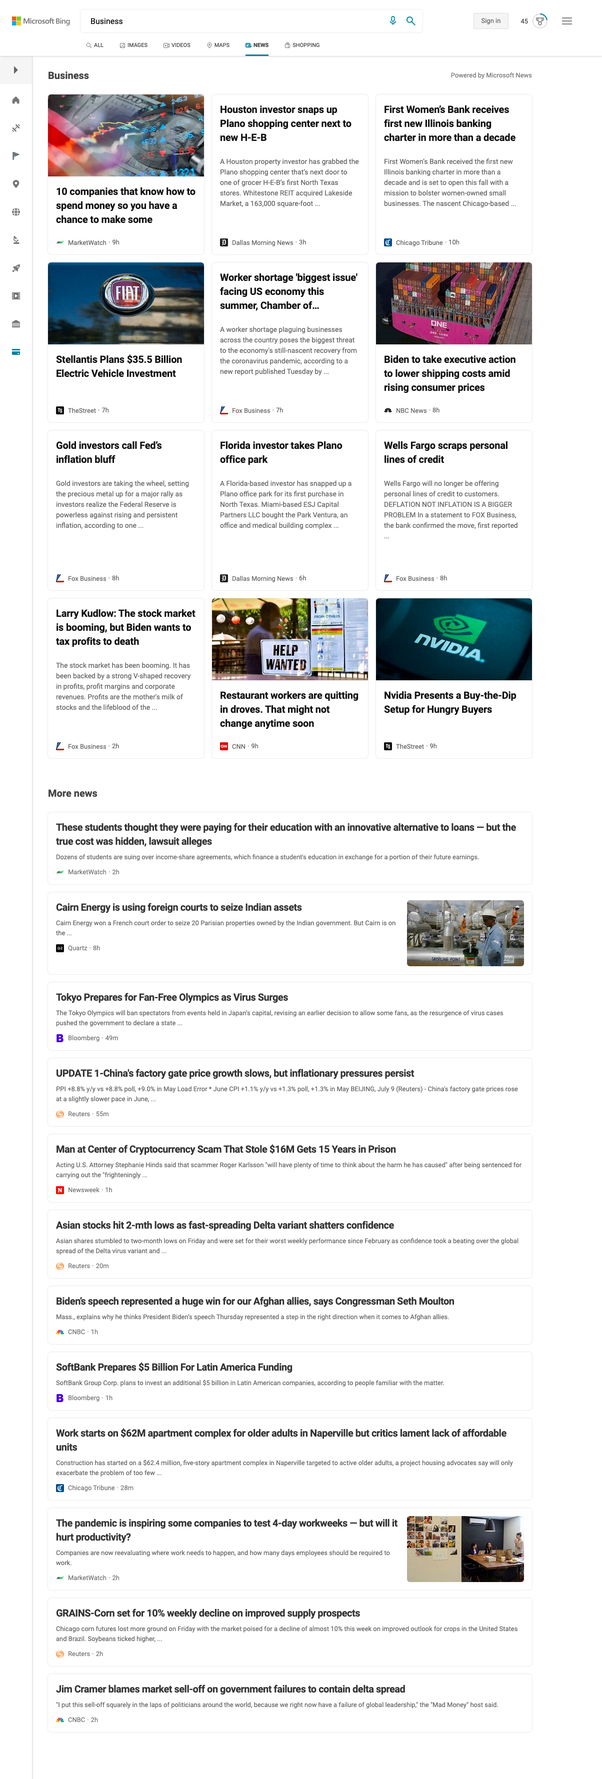 Microsoft Bing
Business
Sign in
45
ALL
IMAGES
VIDEOS
MAPS
NEWS
SHOPPING
Business
Powered by Microsoft News
10 companies that know how to
spend money so you have a
chance to make some
MarketWatch · 9h
Houston investor snaps up
Plano shopping center next to
new H-E-B
A Houston property investor has grabbed the
Plano shopping center that's next door to
one of grocer H-E-B's first North Texas
stores. Whitestone REIT acquired Lakeside
Market, a 163,000 square-foot ...
Dallas Morning News · 3h
First Women's Bank receives
first new Illinois banking
charter in more than a decade
First Women's Bank received the first new
Illinois banking charter in more than a
decade and is set to open this fall with a
mission to bolster women-owned small
businesses. The nascent Chicago-based ...
Chicago Tribune · 10h
FIAT
Stellantis Plans $35.5 Billion
Electric Vehicle Investment
TheStreet · 7h
Worker shortage 'biggest issue'
facing US economy this
summer, Chamber of...
A worker shortage plaguing businesses
across the country poses the biggest threat
to the economy's still-nascent recovery from
the coronavirus pandemic, according to a
new report published Tuesday by ...
Fox Business · 7h
ONE
Biden to take executive action
to lower shipping costs amid
rising consumer prices
NBC News · 8h
Gold investors call Fed's
inflation bluff
Gold investors are taking the wheel, setting
the precious metal up for a major rally as
investors realize the Federal Reserve is
powerless against rising and persistent
inflation, according to one ...
Fox Business · 8h
Florida investor takes Plano
office park
A Florida-based investor has snapped up a
Plano office park for its first purchase in
North Texas. Miami-based ESJ Capital
Partners LLC bought the Park Ventura, an
office and medical building complex ...
Dallas Morning News · 6h
Wells Fargo scraps personal
lines of credit
Wells Fargo will no longer be offering
personal lines of credit to customers.
DEFLATION NOT INFLATION IS A BIGGER
PROBLEM In a statement to FOX Business,
the bank confirmed the move, first reported
...
Fox Business · 8h
Larry Kudlow: The stock market
is booming, but Biden wants to
tax profits to death
The stock market has been booming. It has
been backed by a strong V-shaped recovery
in profits, profit margins and corporate
revenues. Profits are the mother's milk of
stocks and the lifeblood of the ...
Fox Business · 2h
HELP
WANTED
Restaurant workers are quitting
in droves. That might not
change anytime soon
CNN · 9h
NVIDIA.
Nvidia Presents a Buy-the-Dip
Setup for Hungry Buyers
TheStreet · 9h
More news
These students thought they were paying for their education with an innovative alternative to loans — but the
true cost was hidden, lawsuit alleges
Dozens of students are suing over income-share agreements, which finance a student's education in exchange for a portion of their future earnings.
MarketWatch · 2h
Cairn Energy is using foreign courts to seize Indian assets
Cairn Energy won a French court order to seize 20 Parisian properties owned by the Indian government. But Cairn is on
the ...
Quartz · 8h
Tokyo Prepares for Fan-Free Olympics as Virus Surges
The Tokyo Olympics will ban spectators from events held in Japan's capital, revising an earlier decision to allow some fans, as the resurgence of virus cases
pushed the government to declare a state ...
Bloomberg · 49m
UPDATE 1-China's factory gate price growth slows, but inflationary pressures persist
PPI +8.8% y/y vs +8.8% poll, +9.0% in May Load Error * June CPI +1.1% y/y vs +1.3% poll, +1.3% in May BEIJING, July 9 (Reuters) - China's factory gate prices rose
at a slightly slower pace in June, ...
Reuters · 55m
Man at Center of Cryptocurrency Scam That Stole $16M Gets 15 Years in Prison
Acting U.S. Attorney Stephanie Hinds said that scammer Roger Karlsson "will have plenty of time to think about the harm he has caused" after being sentenced for
carrying out the "frighteningly ...
Newsweek · 1h
Asian stocks hit 2-mth lows as fast-spreading Delta variant shatters confidence
Asian shares stumbled to two-month lows on Friday and were set for their worst weekly performance since February as confidence took a beating over the global
spread of the Delta virus variant and ...
Reuters · 20m
Biden's speech represented a huge win for our Afghan allies, says Congressman Seth Moulton
Mass., explains why he thinks President Biden's speech Thursday represented a step in the right direction when it comes to Afghan allies.
CNBC · 1h
SoftBank Prepares $5 Billion For Latin America Funding
SoftBank Group Corp. plans to invest an additional $5 billion in Latin American companies, according to people familiar with the matter.
Bloomberg · 1h
Work starts on $62M apartment complex for older adults in Naperville but critics lament lack of affordable
units
Construction has started on a $62.4 million, five-story apartment complex in Naperville targeted to active older adults, a project housing advocates say will only
exacerbate the problem of too few ...
Chicago Tribune · 28m
The pandemic is inspiring some companies to test 4-day workweeks — but will it
hurt productivity?
Companies are now reevaluating where work needs to happen, and how many days employees should be required to
work.
MarketWatch · 2h
GRAINS-Corn set for 10% weekly decline on improved supply prospects
Chicago corn futures lost more ground on Friday with the market poised for a decline of almost 10% this week on improved outlook for crops in the United States
and Brazil. Soybeans ticked higher, ...
Reuters · 2h
Jim Cramer blames market sell-off on government failures to contain delta spread
"I put this sell-off squarely in the laps of politicians around the world, because we right now have a failure of global leadership," the "Mad Money" host said.
CNBC · 2h